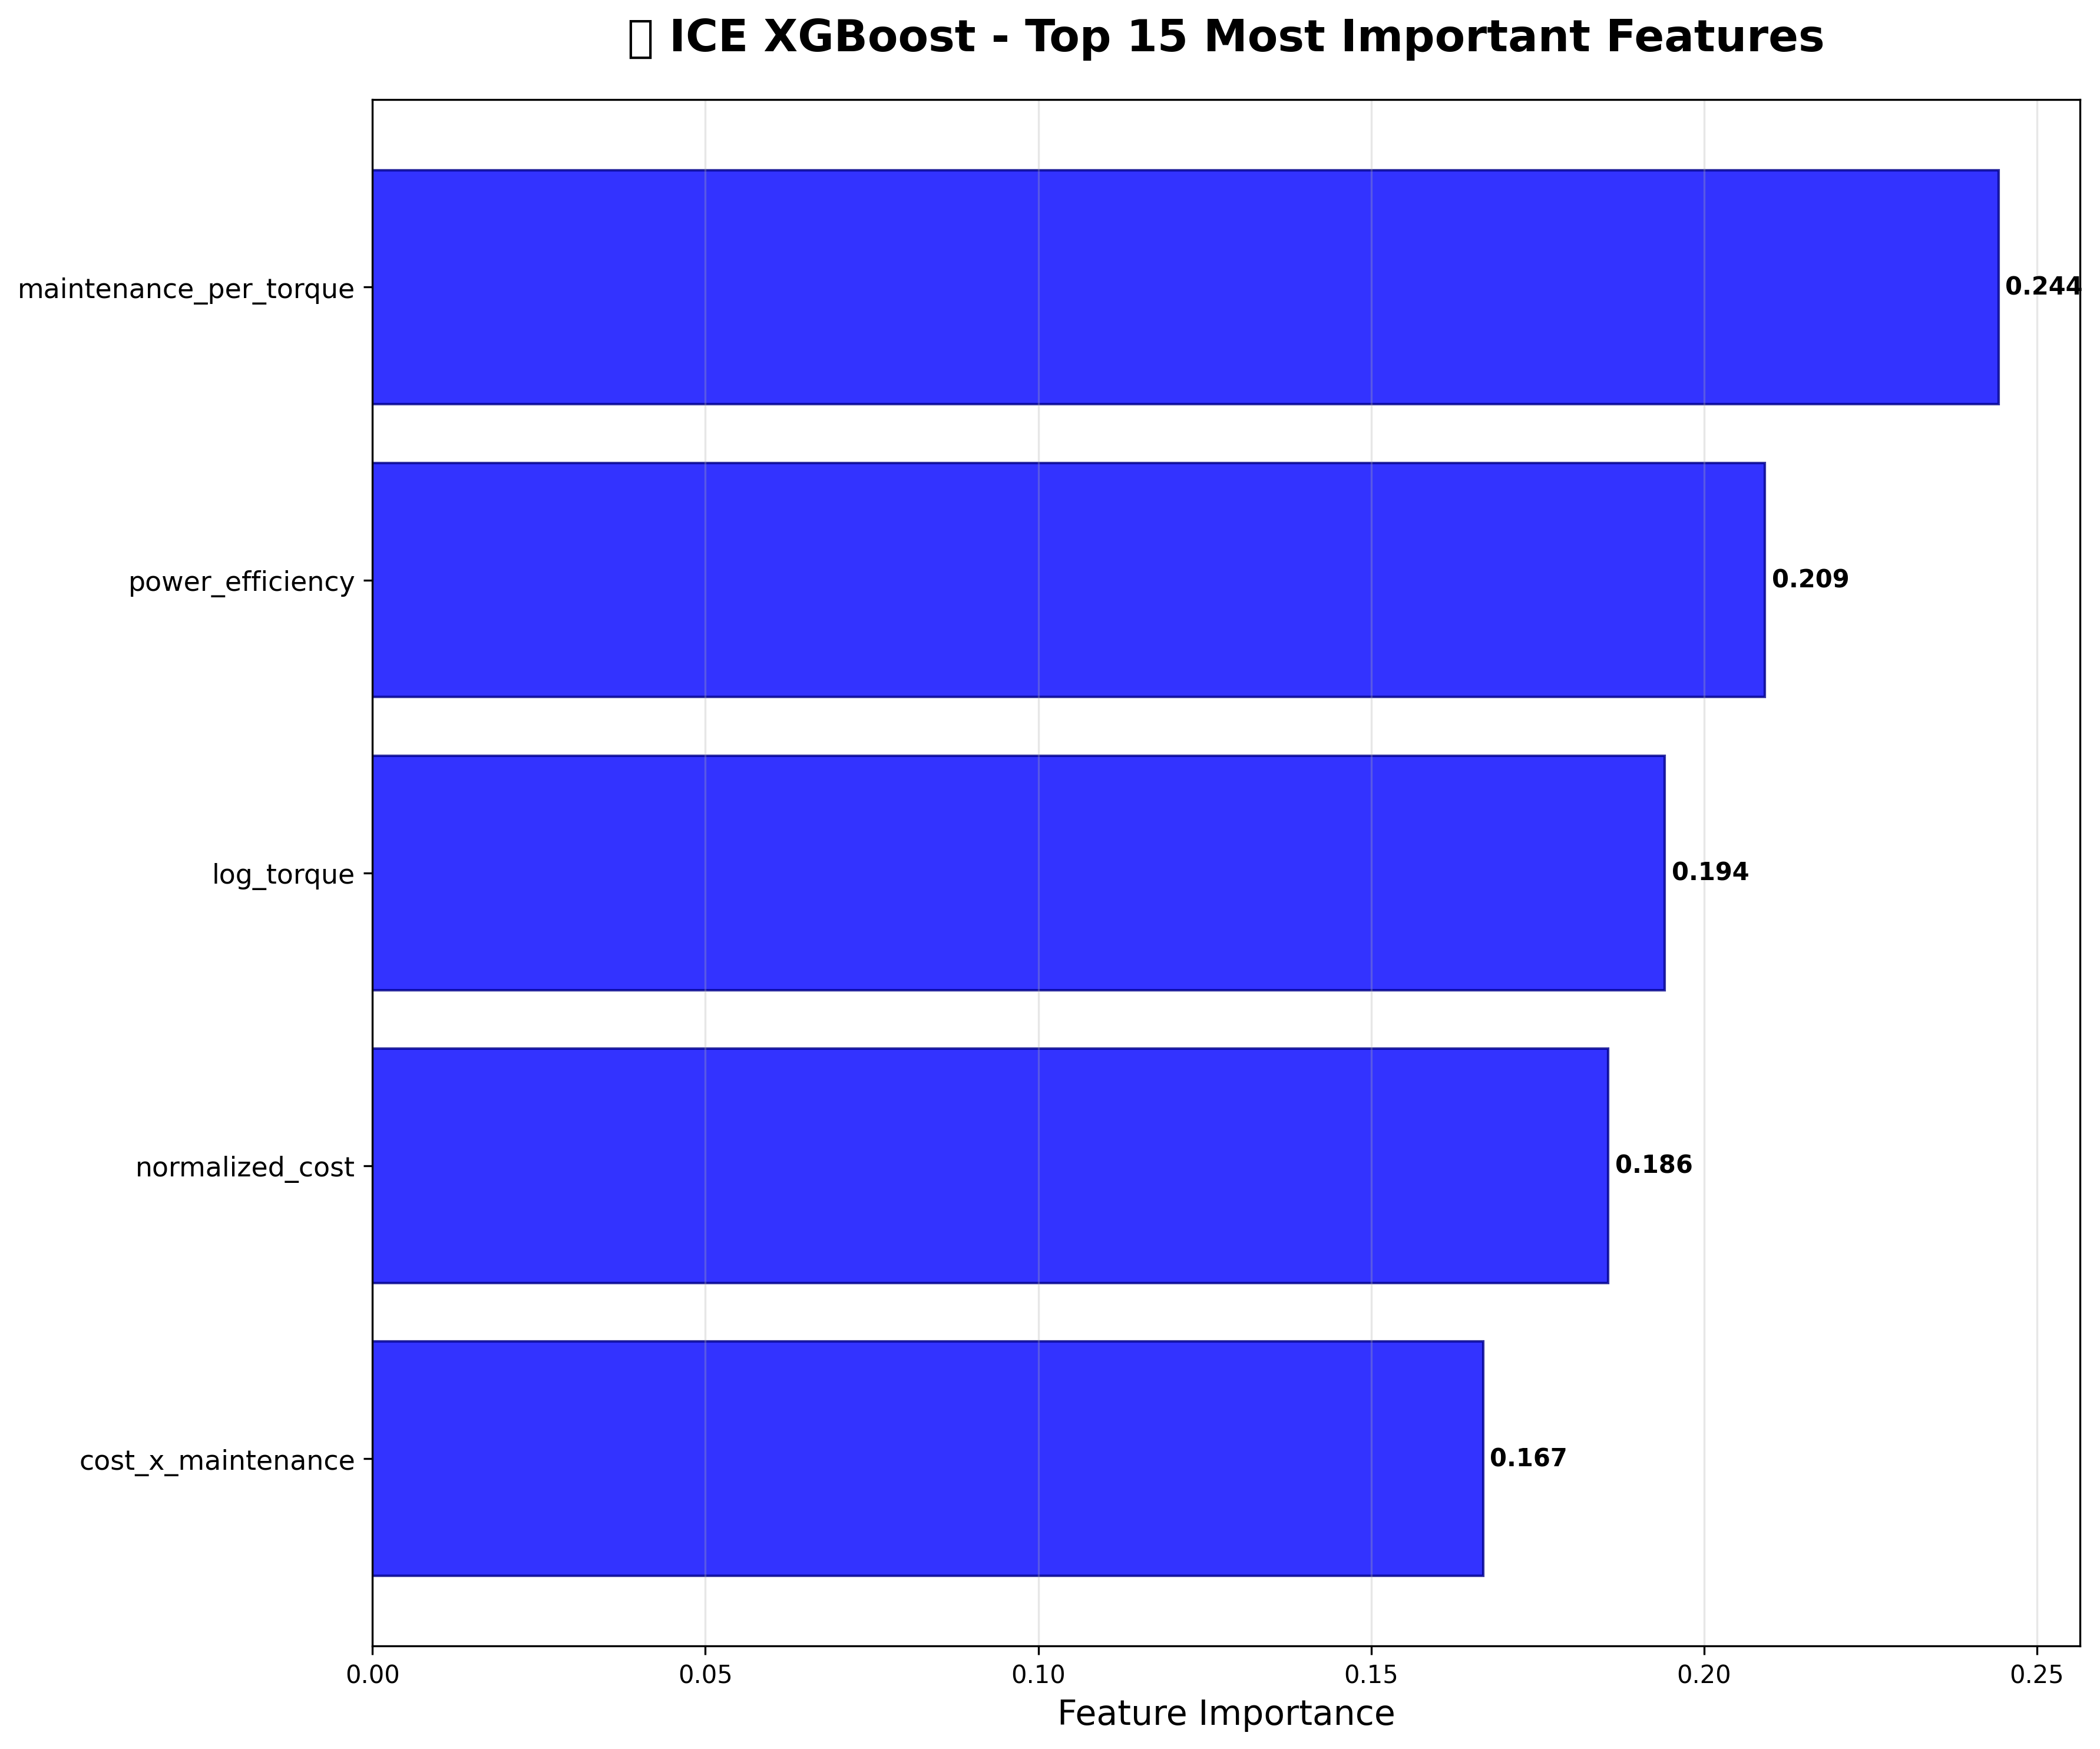 ICE XGBoost - Top 15 Most Important Features
maintenance_per_torque
0.244
power_efficiency
0.209
log_torque
0.194
normalized_cost
0.186
cost_x_maintenance
0.167
0.00 0.05 0.10 0.15 0.20 0.25
Feature Importance